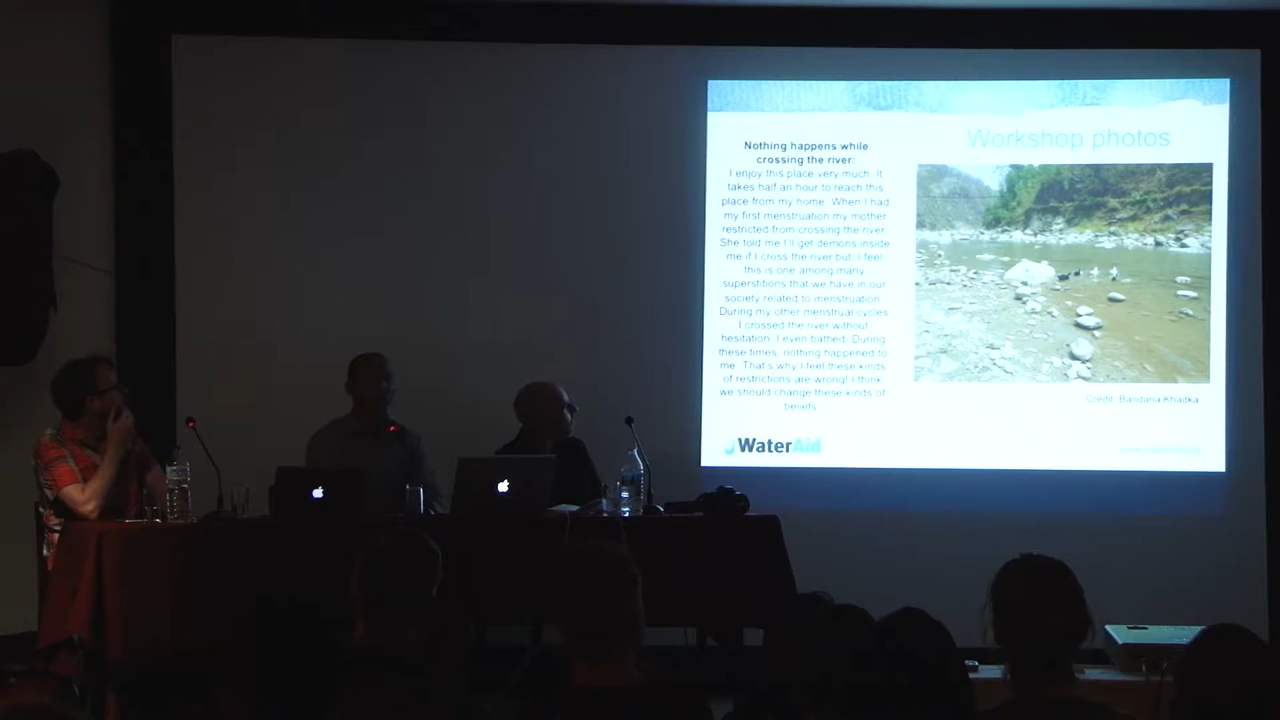 Workshop photos
Nothing happens while
crossing the river:
I enjoy this place very much. It
takes half an hour to reach this
place from my home. When I had
my first menstruation my mother
restricted from crossing the river.
She told me I'll get demons inside
me if I cross the river but, I feel
this is one among many
superstitions that we have in our
society related to menstruation.
During my other menstrual cycles
I crossed the river without
hesitation; I even bathed. During
these times, nothing happened to
me. That's why I feel these kinds
of restrictions are wrong! I think
we should change these kinds of
beliefs.
Credit: Bandana Khadka
WaterAid